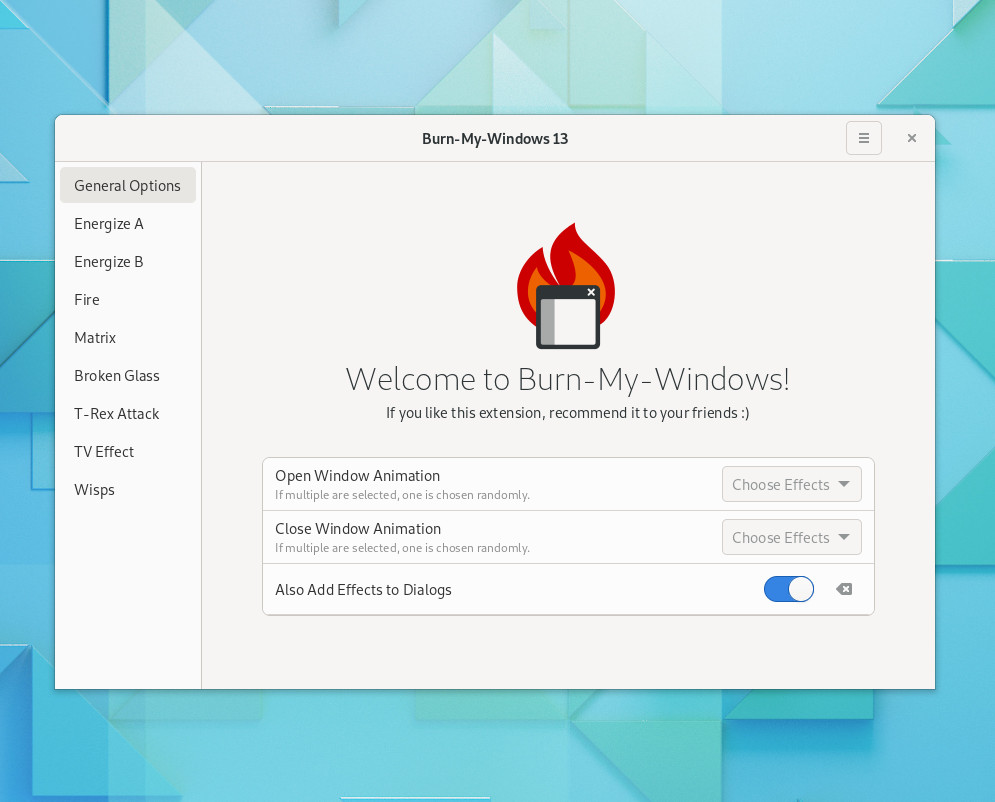 Burn-My-Windows 13
General Options
Energize A
Energize B
Fire
Matrix
Broken Glass
T-Rex Attack
TV Effect
Wisps
Welcome to Burn-My-Windows!
If you like this extension, recommend it to your friends :)
Open Window Animation
If multiple are selected, one is chosen randomly.
Choose Effects
Close Window Animation
If multiple are selected, one is chosen randomly.
Choose Effects
Also Add Effects to Dialogs